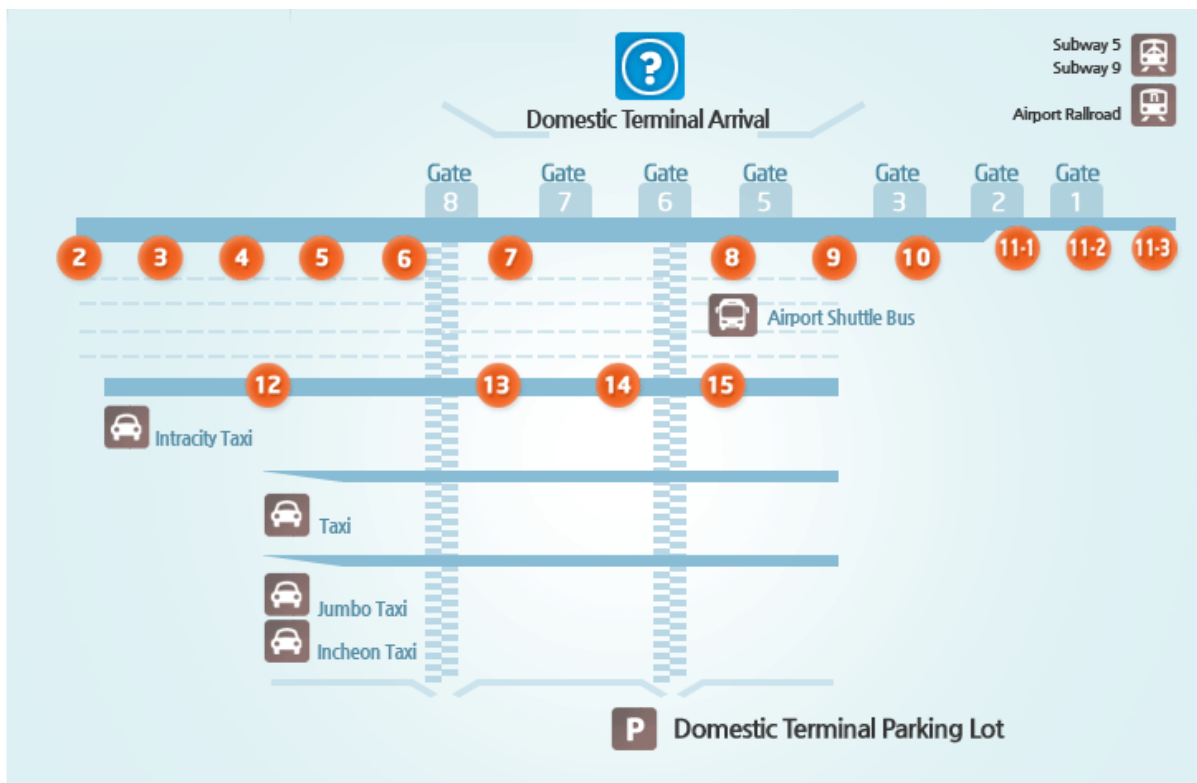 Subway 5
Subway 9
?
Domestic Terminal Arrival
Airport Railroad
Gate Gate Gate Gate Gate Gate Gate
8 7 6 5 3 2 1
2 3 4 5 6 7 8 9 10 11-1 11-2 11-3
Airport Shuttle Bus
12 13 14 15
Intracity Taxi
Taxi
Jumbo Taxi
Incheon Taxi
P Domestic Terminal Parking Lot